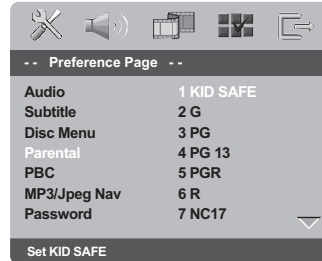 - - Preference Page - -
Audio 1 KID SAFE
Subtitle 2 G
Disc Menu 3 PG
Parental 4 PG 13
PBC 5 PGR
MP3/Jpeg Nav 6 R
Password 7 NC17
Set KID SAFE